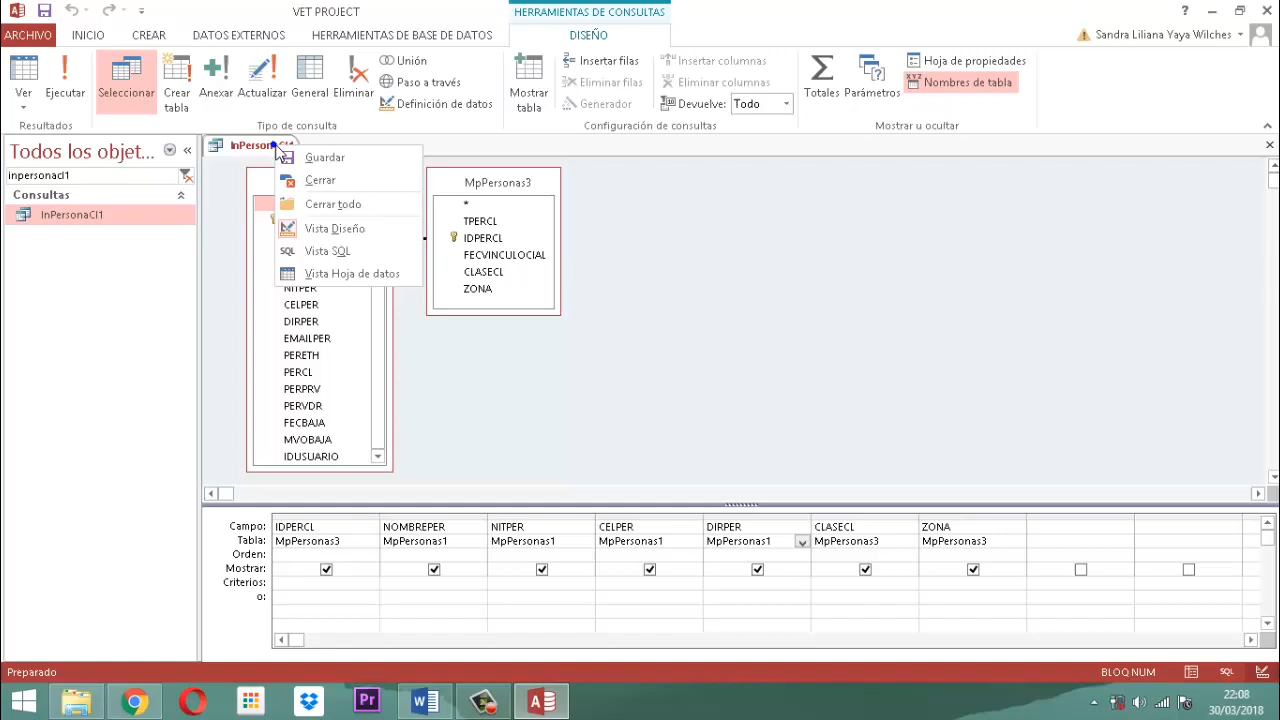 VET PROJECT
HERRAMIENTAS DE CONSULTAS
?
ARCHIVO INICIO CREAR DATOS EXTERNOS HERRAMIENTAS DE BASE DE DATOS DISEÑO
Sandra Liliana Yaya Wilches
Ver
Ejecutar
Resultados
Seleccionar
Crear tabla
Anexar
Actualizar
General
Eliminar
Unión
Paso a través
Definición de datos
Tipo de consulta
Mostrar tabla
Insertar filas
Eliminar filas
Generador
Insertar columnas
Eliminar columnas
Devuelve: Todo
Configuración de consultas
Totales
Parámetros
Hoja de propiedades
Nombres de tabla
Mostrar u ocultar
Todos los objet...
inpersonacl1
Consultas
InPersonaCl1
Guardar
Cerrar
Cerrar todo
Vista Diseño
SQL Vista SQL
Vista Hoja de datos
NITPER
CELPER
DIRPER
EMAILPER
PERETH
PERCL
PERPRV
PERVDR
FECBAJA
MVOBAJA
IDUSUARIO
MpPersonas3
*
TPERCL
IDPERCL
FECVINCULOCIAL
CLASECL
ZONA
Campo: IDPERCL NOMBREPER NITPER CELPER DIRPER CLASECL ZONA
Tabla: MpPersonas3 MpPersonas1 MpPersonas1 MpPersonas1 MpPersonas1 MpPersonas3 MpPersonas3
Orden:
Mostrar:
Criterios:
o:
Preparado
BLOQ NUM
SQL
Pr
22:08
30/03/2018